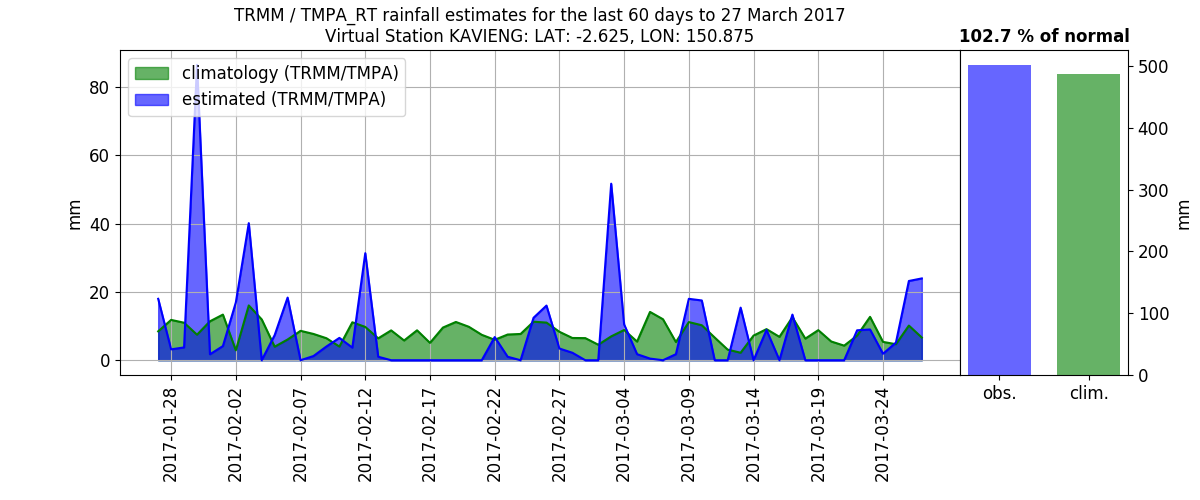 TRMM / TMPA_RT rainfall estimates for the last 60 days to 27 March 2017
Virtual Station KAVIENG: LAT: -2.625, LON: 150.875
102.7 % of normal
climatology (TRMM/TMPA)
estimated (TRMM/TMPA)
mm
80
60
40
20
0
2017-01-28
2017-02-02
2017-02-07
2017-02-12
2017-02-17
2017-02-22
2017-02-27
2017-03-04
2017-03-09
2017-03-14
2017-03-19
2017-03-24
500
400
300
200
100
0
mm
obs.
clim.